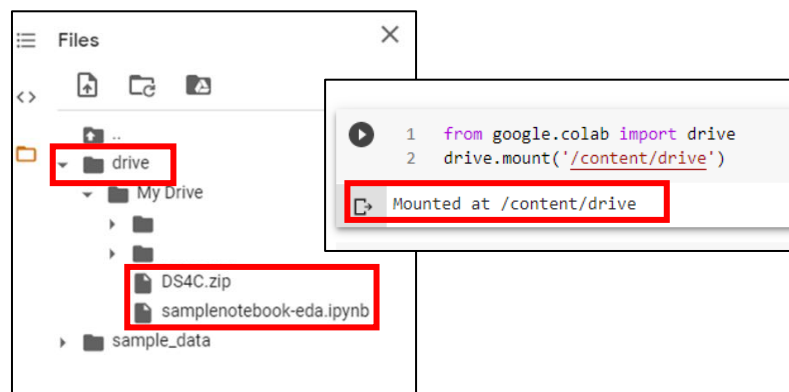 Files
..
drive
My Drive
DS4C.zip
samplenotebook-eda.ipynb
sample_data
1 from google.colab import drive
2 drive.mount('/content/drive')
Mounted at /content/drive